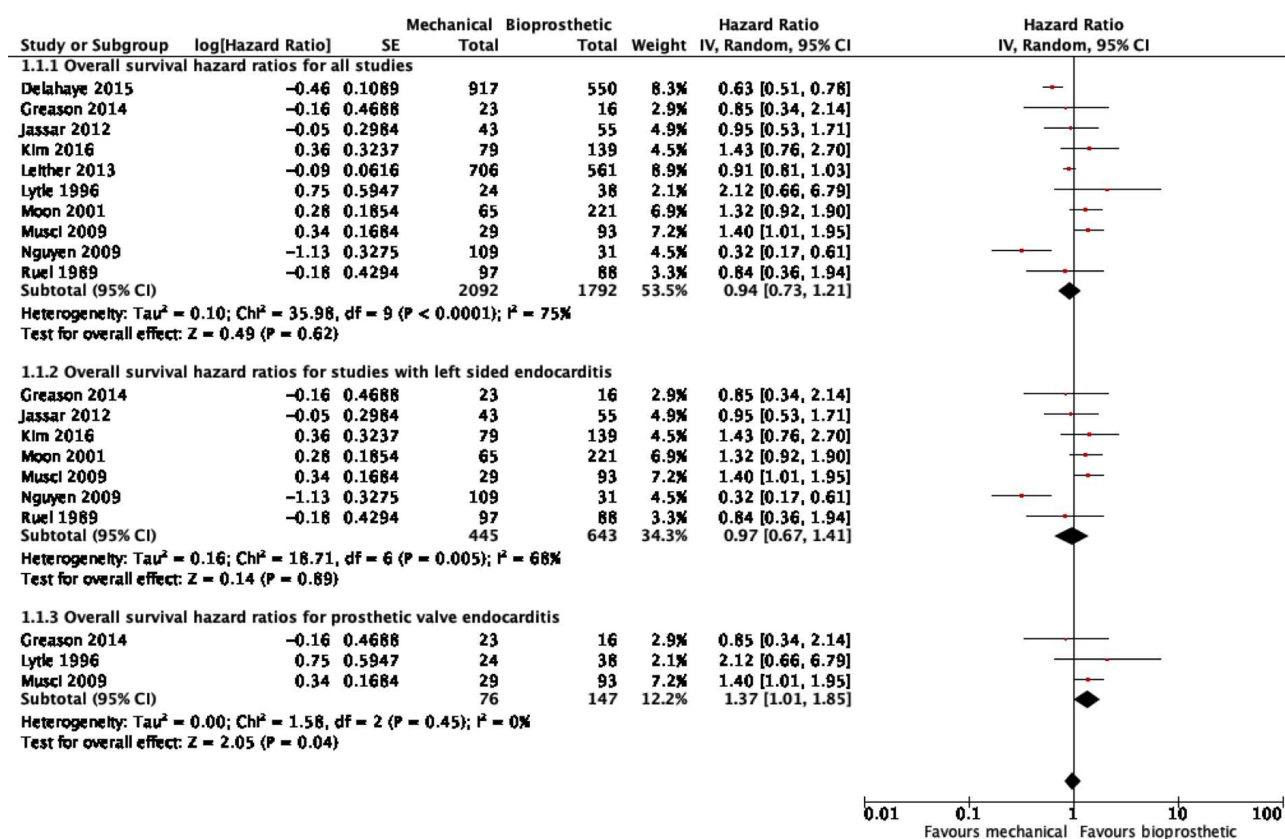 Mechanical Bioprosthetic Hazard Ratio Hazard Ratio
Study or Subgroup log[Hazard Ratio] SE Total Total Weight IV, Random, 95% CI IV, Random, 95% CI
1.1.1 Overall survival hazard ratios for all studies
Delahaye 2015 −0.46 0.1089 917 550 8.3% 0.63 [0.51, 0.78]
Greason 2014 −0.16 0.4688 23 16 2.9% 0.85 [0.34, 2.14]
Jassar 2012 −0.05 0.2984 43 55 4.9% 0.95 [0.53, 1.71]
Kim 2016 0.36 0.3237 79 139 4.5% 1.43 [0.76, 2.70]
Leither 2013 −0.09 0.0616 706 561 8.9% 0.91 [0.81, 1.03]
Lytle 1996 0.75 0.5947 24 38 2.1% 2.12 [0.66, 6.79]
Moon 2001 0.28 0.1854 65 221 6.9% 1.32 [0.92, 1.90]
Musci 2009 0.34 0.1684 29 93 7.2% 1.40 [1.01, 1.95]
Nguyen 2009 −1.13 0.3275 109 31 4.5% 0.32 [0.17, 0.61]
Ruel 1989 −0.18 0.4294 97 88 3.3% 0.84 [0.36, 1.94]
Subtotal (95% CI) 2092 1792 53.5% 0.94 [0.73, 1.21]
Heterogeneity: Tau² = 0.10; Chi² = 35.98, df = 9 (P < 0.0001); I² = 75%
Test for overall effect: Z = 0.49 (P = 0.62)
1.1.2 Overall survival hazard ratios for studies with left sided endocarditis
Greason 2014 −0.16 0.4688 23 16 2.9% 0.85 [0.34, 2.14]
Jassar 2012 −0.05 0.2984 43 55 4.9% 0.95 [0.53, 1.71]
Kim 2016 0.36 0.3237 79 139 4.5% 1.43 [0.76, 2.70]
Moon 2001 0.28 0.1854 65 221 6.9% 1.32 [0.92, 1.90]
Musci 2009 0.34 0.1684 29 93 7.2% 1.40 [1.01, 1.95]
Nguyen 2009 −1.13 0.3275 109 31 4.5% 0.32 [0.17, 0.61]
Ruel 1989 −0.18 0.4294 97 88 3.3% 0.84 [0.36, 1.94]
Subtotal (95% CI) 445 643 34.3% 0.97 [0.67, 1.41]
Heterogeneity: Tau² = 0.16; Chi² = 18.71, df = 6 (P = 0.005); I² = 68%
Test for overall effect: Z = 0.14 (P = 0.89)
1.1.3 Overall survival hazard ratios for prosthetic valve endocarditis
Greason 2014 −0.16 0.4688 23 16 2.9% 0.85 [0.34, 2.14]
Lytle 1996 0.75 0.5947 24 38 2.1% 2.12 [0.66, 6.79]
Musci 2009 0.34 0.1684 29 93 7.2% 1.40 [1.01, 1.95]
Subtotal (95% CI) 76 147 12.2% 1.37 [1.01, 1.85]
Heterogeneity: Tau² = 0.00; Chi² = 1.58, df = 2 (P = 0.45); I² = 0%
Test for overall effect: Z = 2.05 (P = 0.04)
0.01 0.1 1 10 100
Favours mechanical Favours bioprosthetic